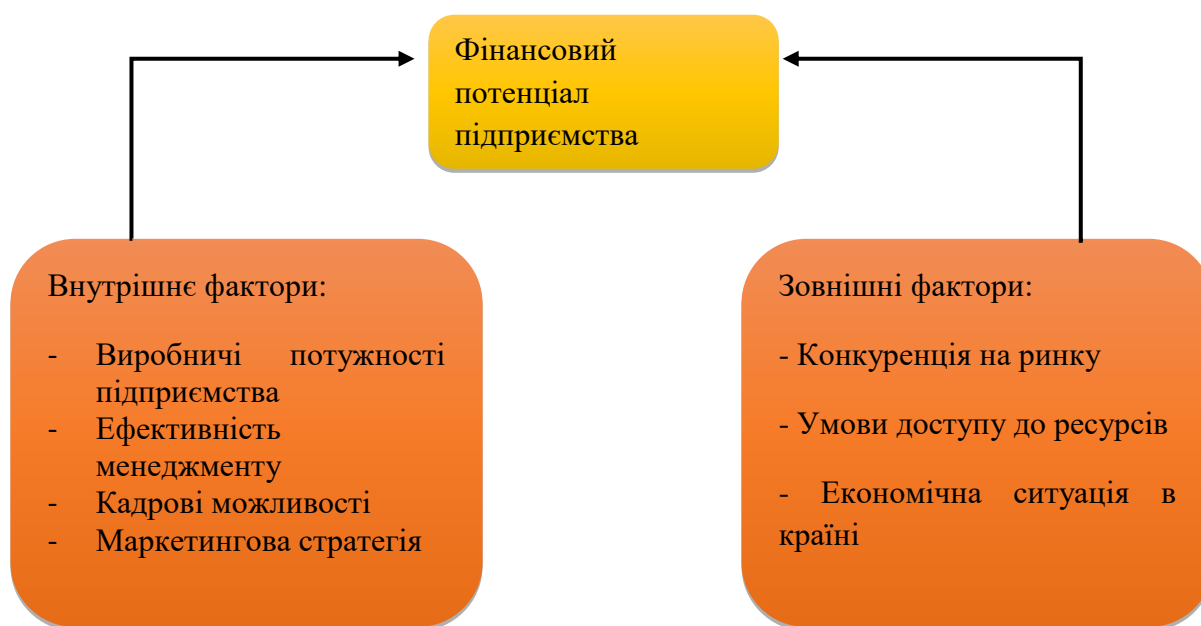 Фінансовий
потенціал
підприємства
Внутрішнє фактори:
- Виробничі потужності
підприємства
- Ефективність
менеджменту
- Кадрові можливості
- Маркетингова стратегія
Зовнішні фактори:
- Конкуренція на ринку
- Умови доступу до ресурсів
- Економічна ситуація в
країні